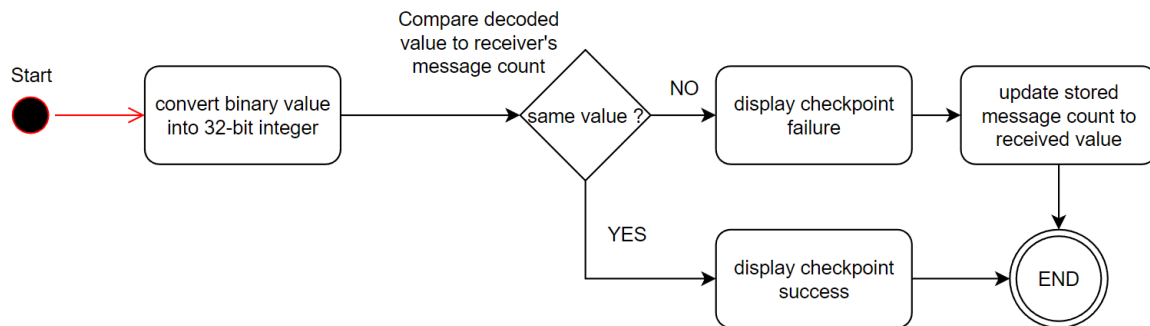 Start
convert binary value
into 32-bit integer
Compare decoded
value to receiver's
message count
same value ?
NO
display checkpoint
failure
update stored
message count to
received value
YES
display checkpoint
success
END